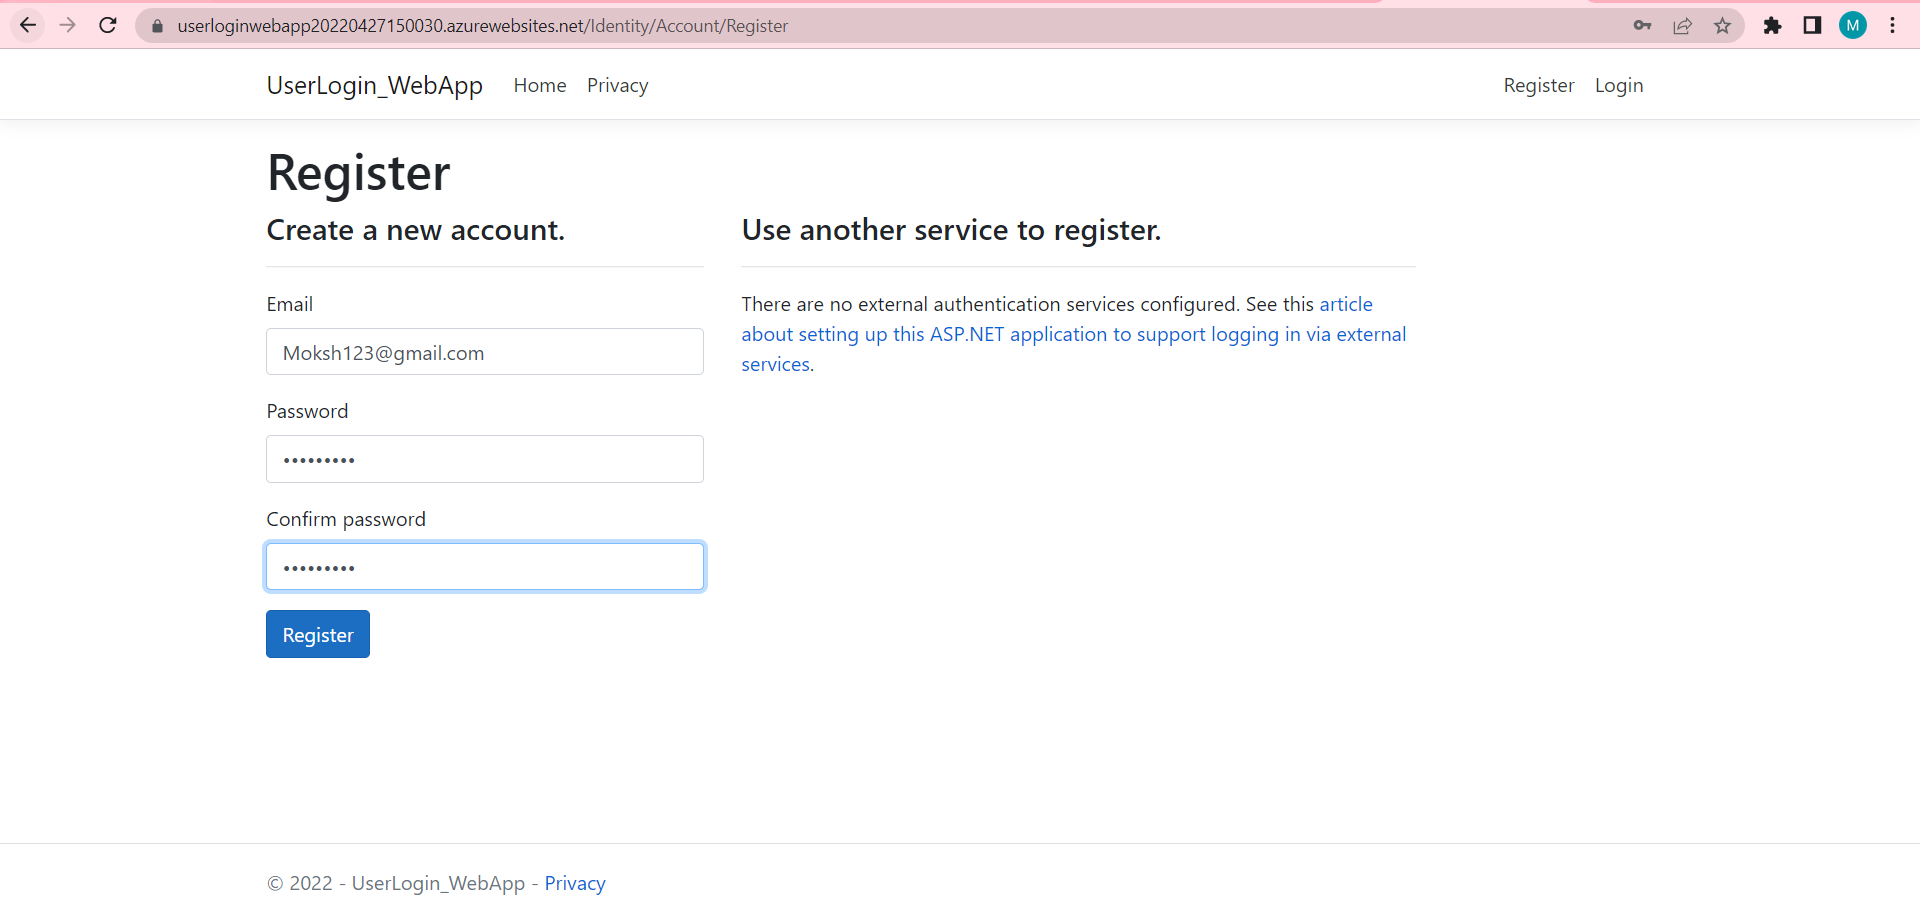 userloginwebapp20220427150030.azurewebsites.net/Identity/Account/Register
M
UserLogin_WebApp Home Privacy Register Login
Register
Create a new account.
Use another service to register.
Email
Moksh123@gmail.com
Password
•••••••••
Confirm password
•••••••••
Register
There are no external authentication services configured. See this article
about setting up this ASP.NET application to support logging in via external
services.
© 2022 - UserLogin_WebApp - Privacy